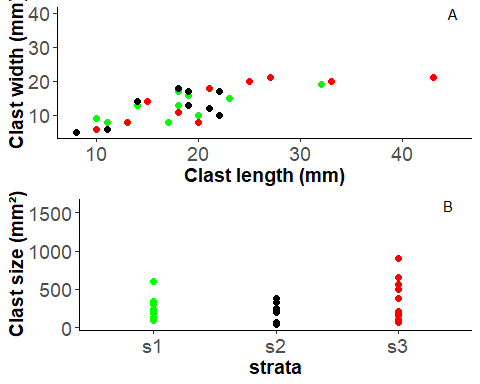 A
Clast width (mm)
40
30
20
10
10 20 30 40
Clast length (mm)
B
Clast size (mm²)
1500
1000
500
0
s1 s2 s3
strata